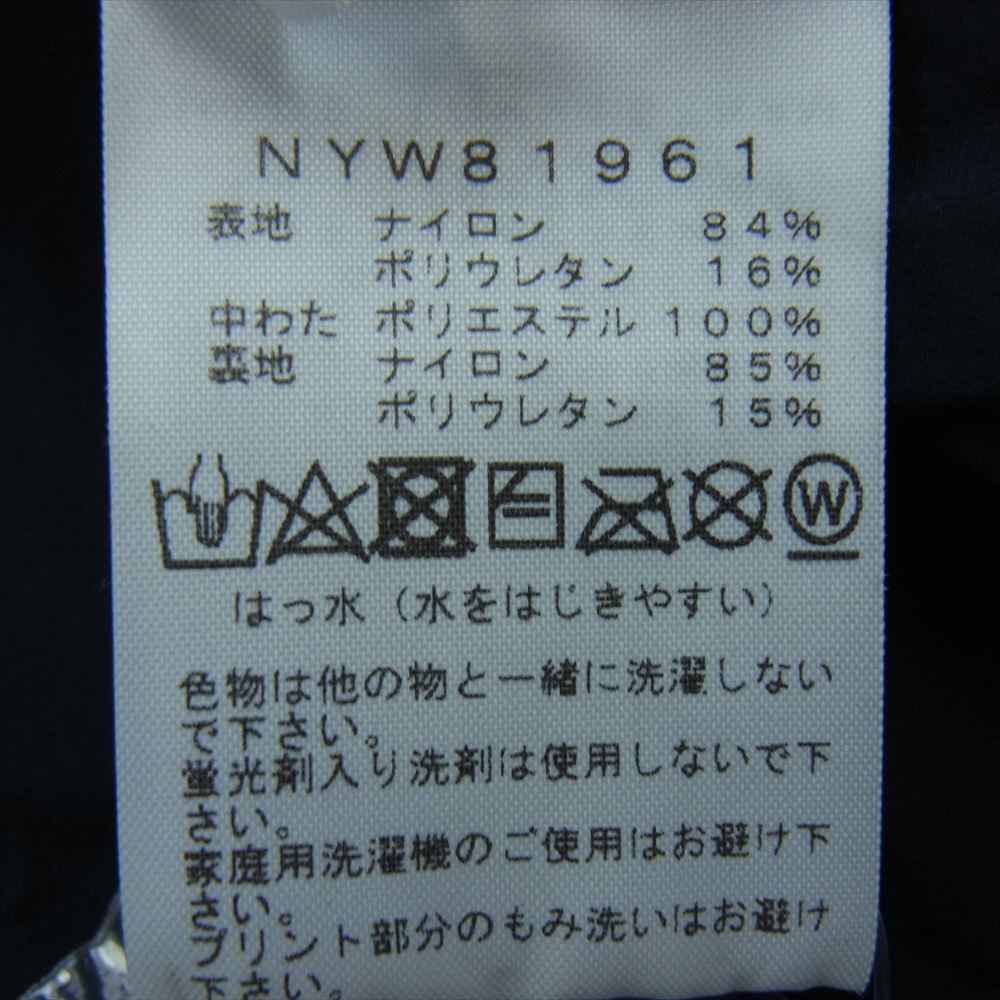 NYW81961
表地 ナイロン 84%
ポリウレタン 16%
中わた ポリエステル 100%
裏地 ナイロン 85%
ポリウレタン 15%
W
はっ水（水をはじきやすい）
色物は他の物と一緒に洗濯しない
で下さい。
蛍光剤入り洗剤は使用しないで下
さい。
家庭用洗濯機のご使用はお避け下
さい。
プリント部分のもみ洗いはお避け
下さい。